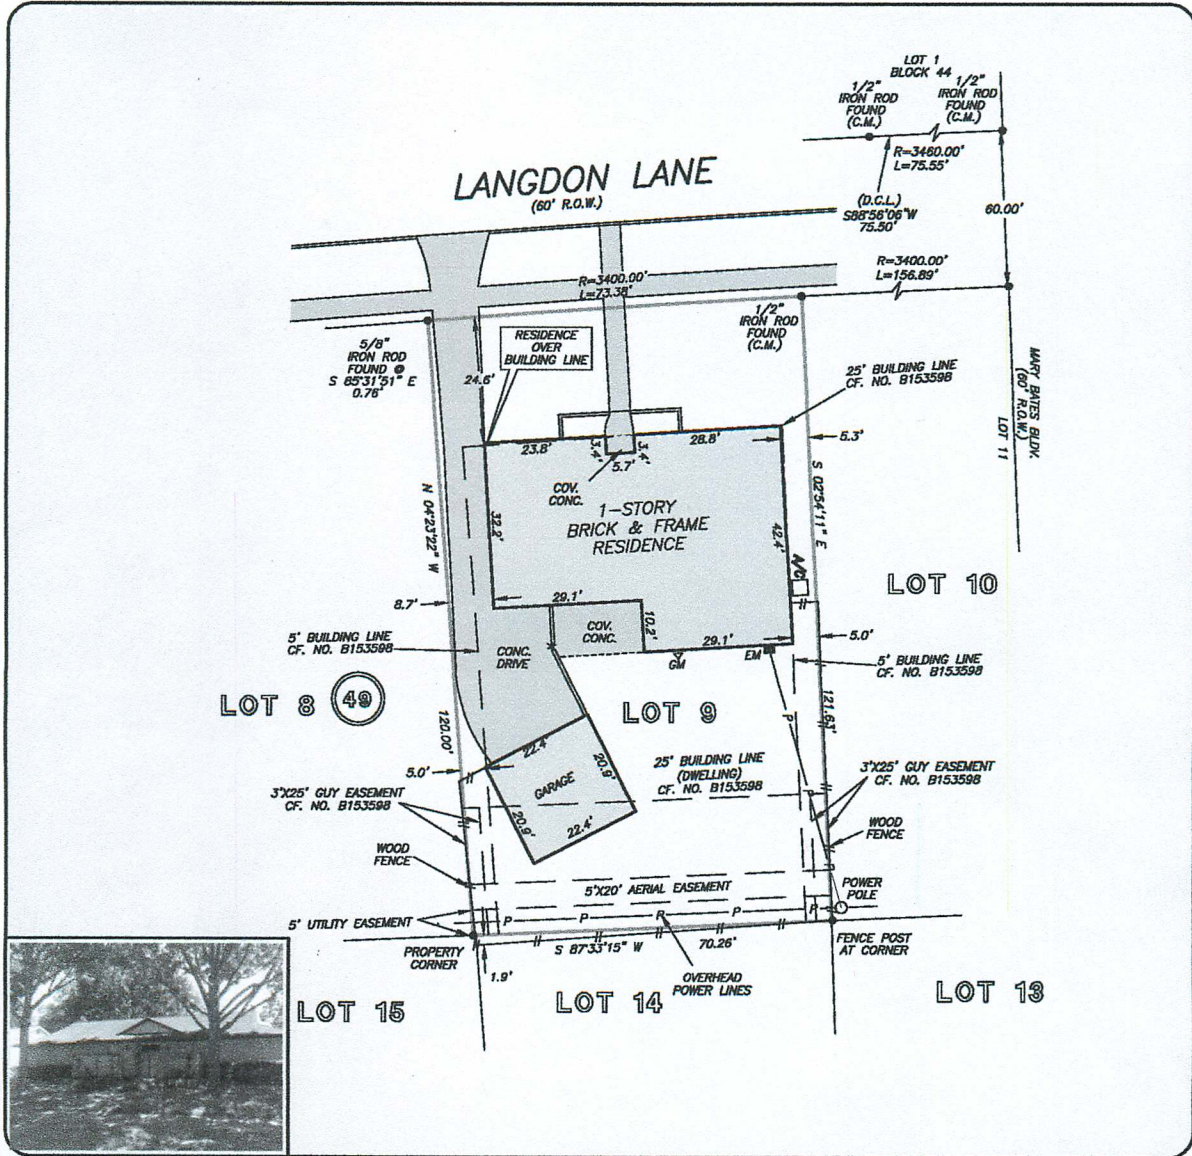 LOT 1
BLOCK 44
1/2"
IRON ROD
FOUND
(C.M.)
1/2"
IRON ROD
FOUND
(C.M.)
R=3460.00'
L=75.55'
LANGDON LANE
(60' R.O.W.)
(D.C.L.)
S88°56'06"W
75.50'
60.00'
R=3400.00'
L=156.89'
R=3400.00'
L=73.38'
5/8"
IRON ROD
FOUND @
S 85°31'51" E
0.76'
RESIDENCE
OVER
BUILDING LINE
1/2"
IRON ROD
FOUND
(C.M.)
24.6'
25' BUILDING LINE
CF. NO. B153598
MARY BATES BLDV.
(60' R.O.W.)
LOT 11
23.8'
3.4'
3.4'
5.7'
28.8'
5.3'
COV.
CONC.
1-STORY
BRICK & FRAME
RESIDENCE
N 04°23'22" W
32.2'
42.4'
S 02°54'11" E
A/C
LOT 10
8.7'
29.1'
COV.
CONC.
10.2'
29.1'
5.0'
5' BUILDING LINE
CF. NO. B153598
CONC.
DRIVE
GM
EM
5' BUILDING LINE
CF. NO. B153598
LOT 8
49
LOT 9
P
120.00'
121.63'
5.0'
22.4'
20.9'
25' BUILDING LINE
(DWELLING)
CF. NO. B153598
3'X25' GUY EASEMENT
CF. NO. B153598
GARAGE
3'X25' GUY EASEMENT
CF. NO. B153598
20.9'
22.4'
WOOD
FENCE
WOOD
FENCE
5'X20' AERIAL EASEMENT
POWER
POLE
5' UTILITY EASEMENT
P P P P P
PROPERTY
CORNER
S 87°33'15" W
70.26'
FENCE POST
AT CORNER
1.9'
OVERHEAD
POWER LINES
LOT 15
LOT 14
LOT 13